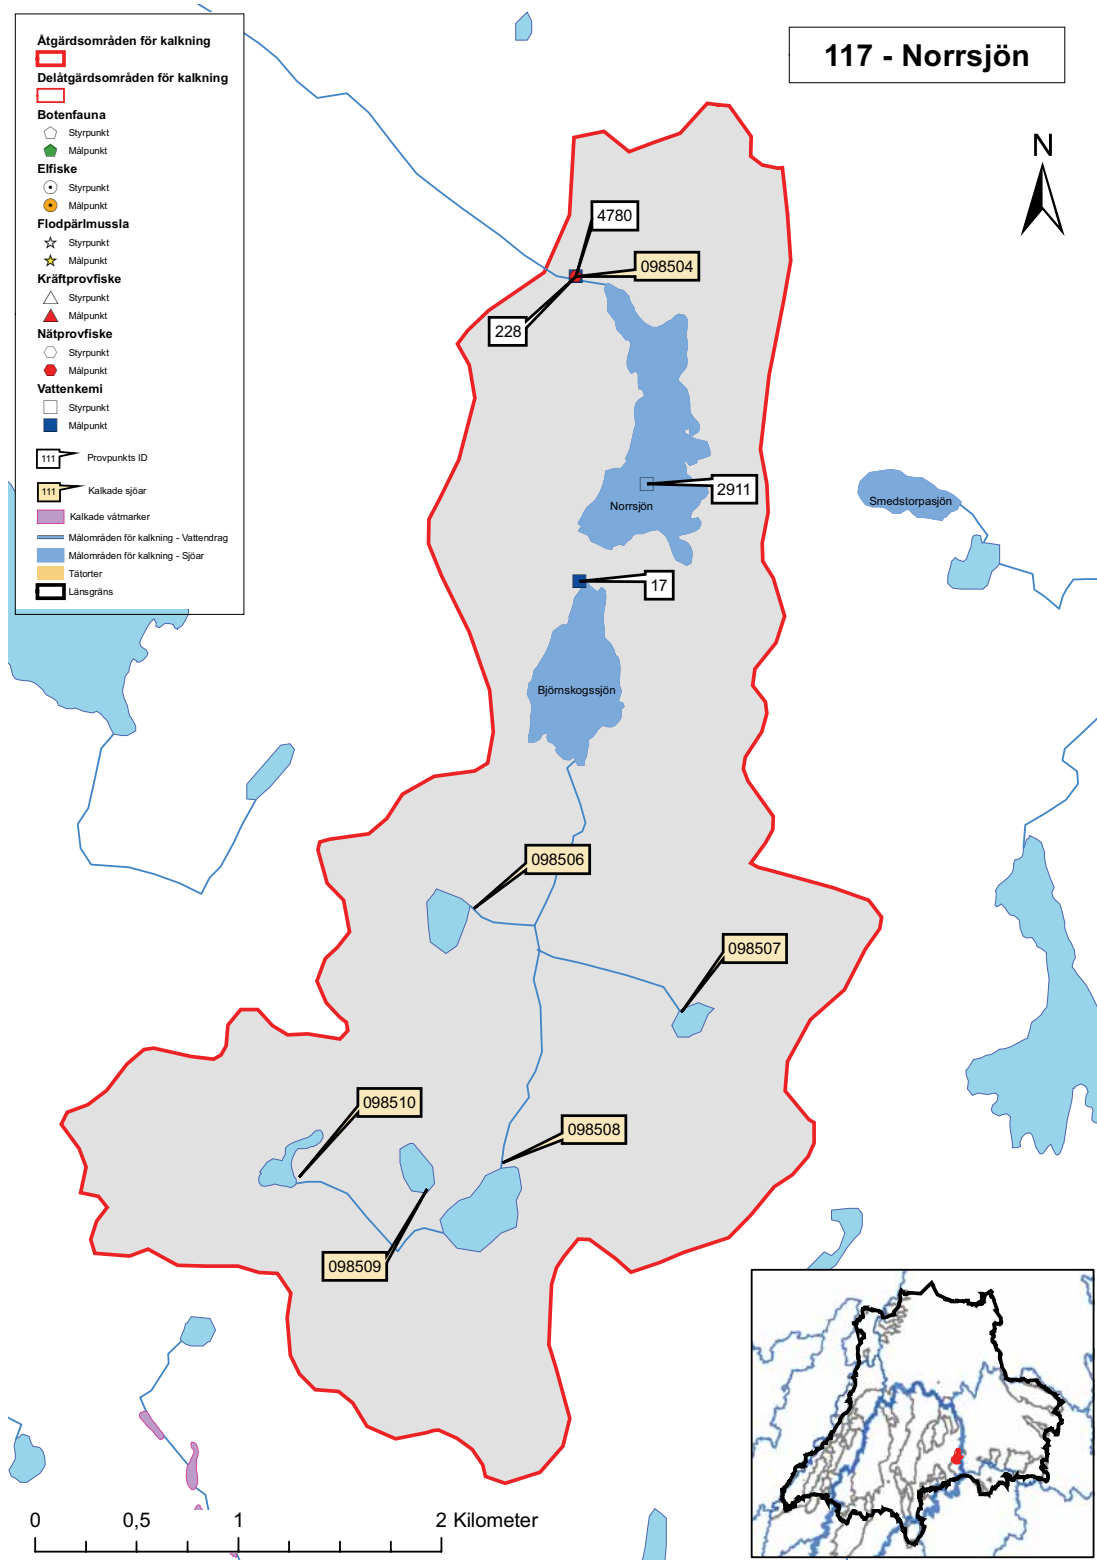 117 - Norrsjön
Åtgärdsområden för kalkning
Delåtgärdsområden för kalkning
Botenfauna
Styrpunkt
Målpunkt
Elfiske
Styrpunkt
Målpunkt
Flodpärlmussla
Styrpunkt
Målpunkt
Kräftprovfiske
Styrpunkt
Målpunkt
Nätprovfiske
Styrpunkt
Målpunkt
Vattenkemi
Styrpunkt
Målpunkt
111 Provpunkts ID
111 Kalkade sjöar
Kalkade våtmarker
Målområden för kalkning - Vattendrag
Målområden för kalkning - Sjöar
Tätorter
Länsgräns
N
4780
098504
228
2911
Norrsjön
Smedstorpasjön
17
Björnskogssjön
098506
098507
098510
098508
098509
0 0,5 1 2 Kilometer